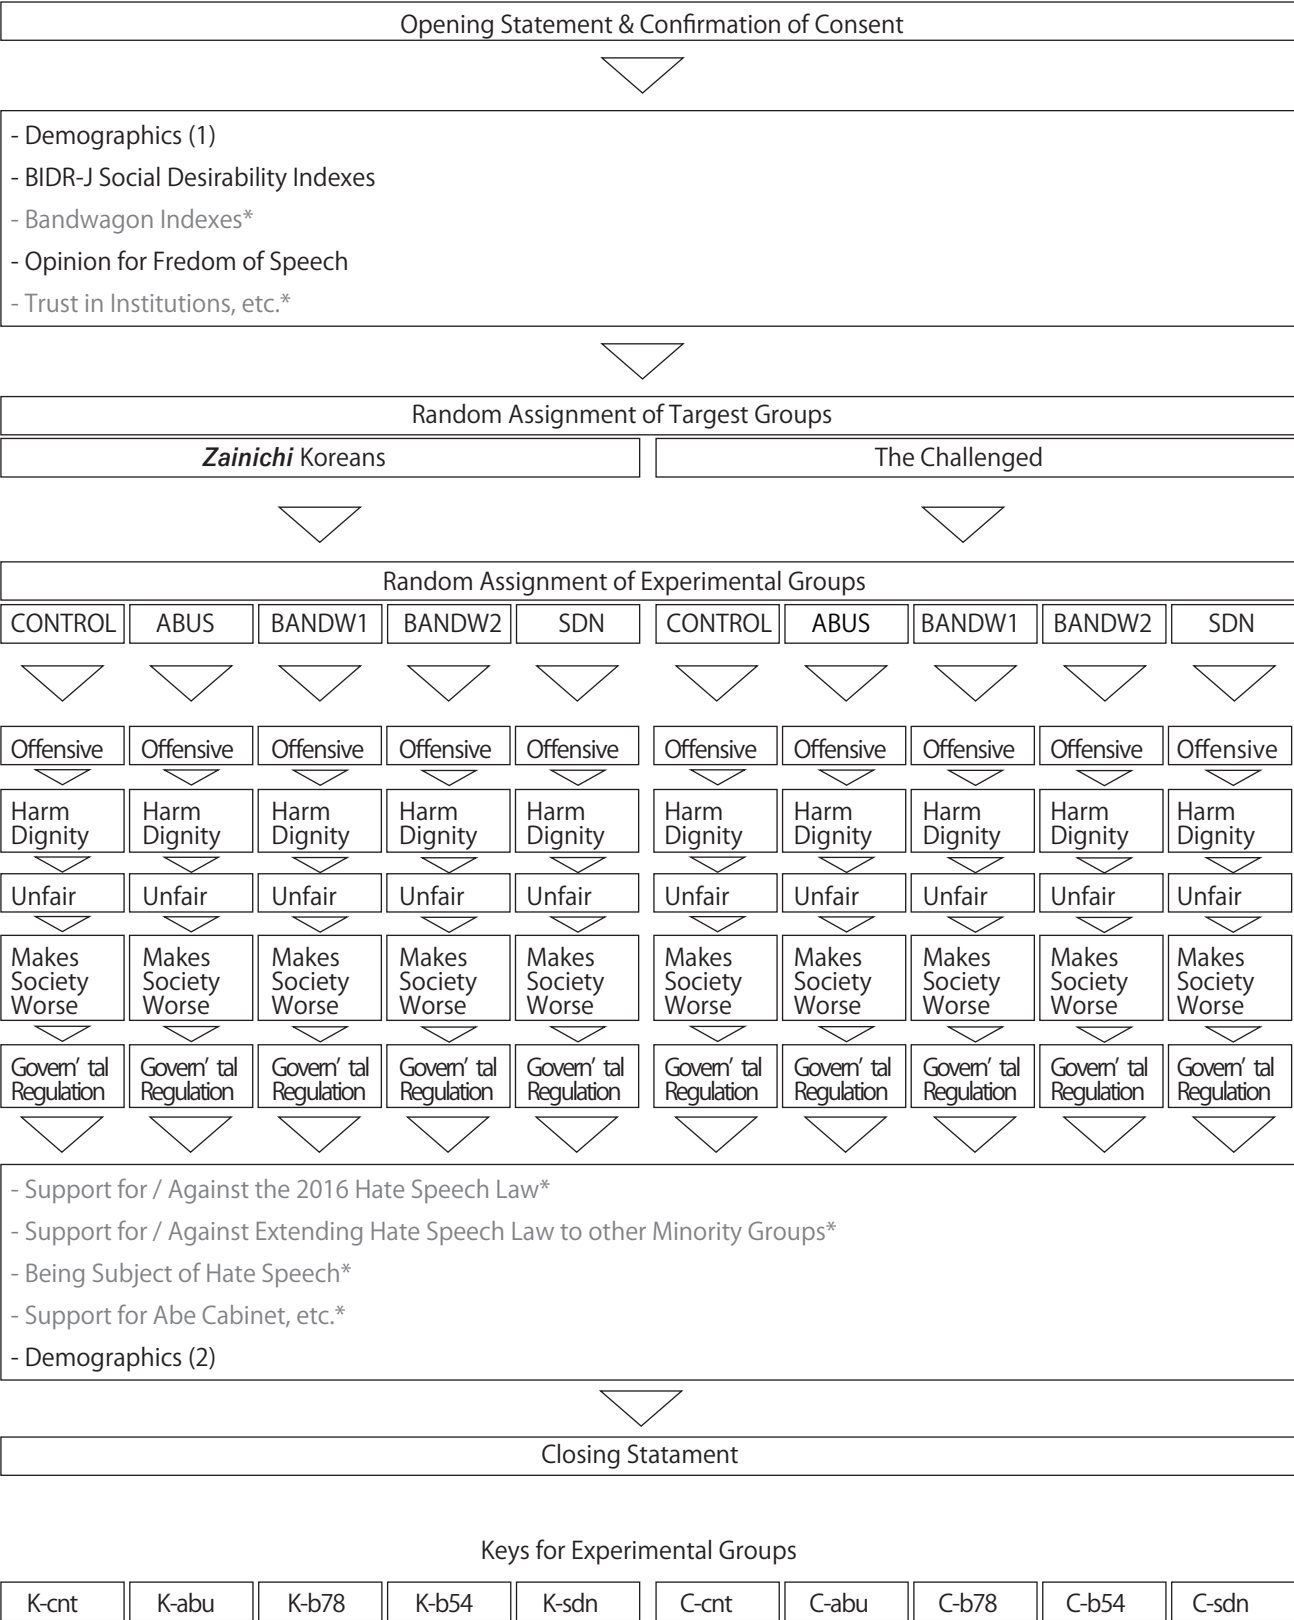 Opening Statement & Confirmation of Consent
- Demographics (1)
- BIDR-J Social Desirability Indexes
- Bandwagon Indexes*
- Opinion for Fredom of Speech
- Trust in Institutions, etc.*
Random Assignment of Targest Groups
Zainichi Koreans The Challenged
Random Assignment of Experimental Groups
CONTROL ABUS BANDW1 BANDW2 SDN CONTROL ABUS BANDW1 BANDW2 SDN
Offensive Offensive Offensive Offensive Offensive Offensive Offensive Offensive Offensive Offensive
Harm Harm Harm Harm Harm Harm Harm Harm Harm Harm
Dignity Dignity Dignity Dignity Dignity Dignity Dignity Dignity Dignity Dignity
Unfair Unfair Unfair Unfair Unfair Unfair Unfair Unfair Unfair Unfair
Makes Makes Makes Makes Makes Makes Makes Makes Makes Makes
Society Society Society Society Society Society Society Society Society Society
Worse Worse Worse Worse Worse Worse Worse Worse Worse Worse
Govern' tal Govern' tal Govern' tal Govern' tal Govern' tal Govern' tal Govern' tal Govern' tal Govern' tal Govern' tal
Regulation Regulation Regulation Regulation Regulation Regulation Regulation Regulation Regulation Regulation
- Support for / Against the 2016 Hate Speech Law*
- Support for / Against Extending Hate Speech Law to other Minority Groups*
- Being Subject of Hate Speech*
- Support for Abe Cabinet, etc.*
- Demographics (2)
Closing Statament
Keys for Experimental Groups
K-cnt K-abu K-b78 K-b54 K-sdn C-cnt C-abu C-b78 C-b54 C-sdn